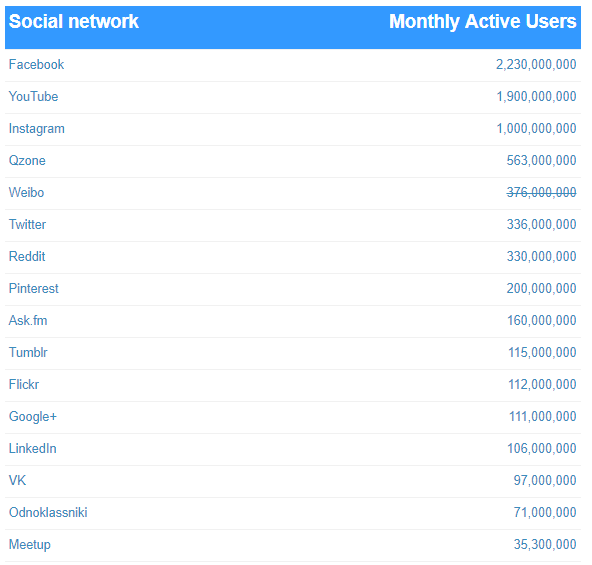 Social network Monthly Active Users
Facebook 2,230,000,000
YouTube 1,900,000,000
Instagram 1,000,000,000
Qzone 563,000,000
Weibo 376,000,000
Twitter 336,000,000
Reddit 330,000,000
Pinterest 200,000,000
Ask.fm 160,000,000
Tumblr 115,000,000
Flickr 112,000,000
Google+ 111,000,000
LinkedIn 106,000,000
VK 97,000,000
Odnoklassniki 71,000,000
Meetup 35,300,000